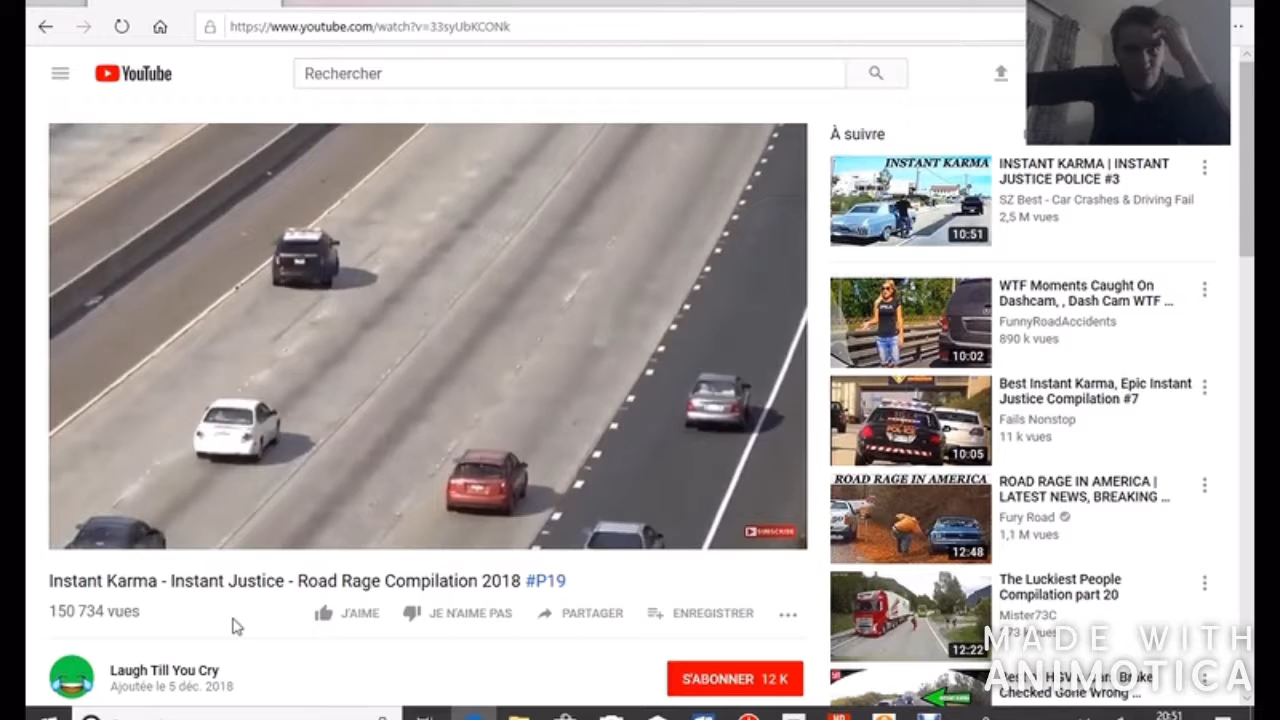 https://www.youtube.com/watch?v=33syUbKCONk
YouTube
Rechercher
SUBSCRIBE
Instant Karma - Instant Justice - Road Rage Compilation 2018 #P19
150 734 vues
J'AIME
JE N'AIME PAS
PARTAGER
ENREGISTRER
Laugh Till You Cry
Ajoutée le 5 déc. 2018
S'ABONNER 12 K
À suivre
INSTANT KARMA
10:51
INSTANT KARMA | INSTANT
JUSTICE POLICE #3
SZ Best - Car Crashes & Driving Fail
2,5 M vues
10:02
WTF Moments Caught On
Dashcam, , Dash Cam WTF ...
FunnyRoadAccidents
890 k vues
POLICE
10:05
Best Instant Karma, Epic Instant
Justice Compilation #7
Fails Nonstop
11 k vues
ROAD RAGE IN AMERICA
12:48
ROAD RAGE IN AMERICA |
LATEST NEWS, BREAKING ...
Fury Road
1,1 M vues
12:22
The Luckiest People
Compilation part 20
Mister73C
vues
Checked Gone Wrong ...
MADE WITH
ANIMOTICA
20:51